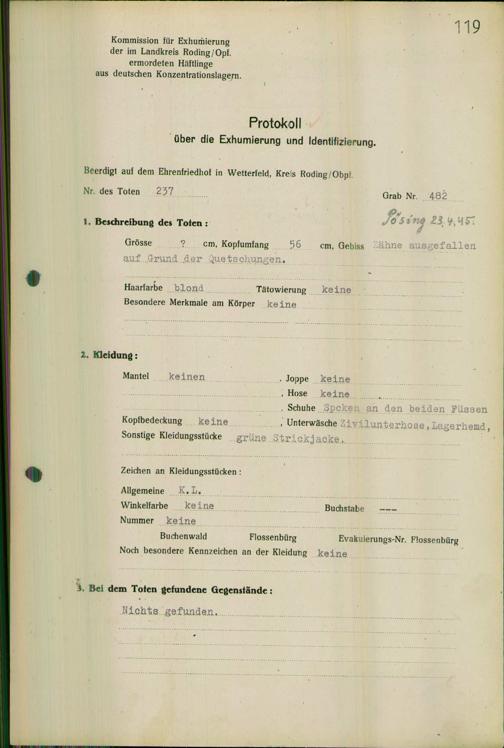 119
Kommission für Exhumierung
der im Landkreis Roding/Opf.
ermordeten Häftlinge
aus deutschen Konzentrationslagern.
Protokoll
über die Exhumierung und Identifizierung.
Beerdigt auf dem Ehrenfriedhof in Wetterfeld, Kreis Roding/Obpf.
Nr. des Toten 237
Grab Nr. 482
Pösing 23.4.45.
1. Beschreibung des Toten:
Grösse ? cm, Kopfumfang 56 cm, Gebiss Zähne ausgefallen
auf Grund der Quetschungen.
Haarfarbe blond Tätowierung keine
Besondere Merkmale am Körper keine
2. Kleidung:
Mantel keinen , Joppe keine
, Hose keine
, Schuhe Spcken an den beiden Füssen
Kopfbedeckung keine , Unterwäsche Zivilunterhose, Lagerhemd,
Sonstige Kleidungsstücke grüne Strickjacke.
Zeichen an Kleidungsstücken:
Allgemeine K.L.
Winkelfarbe keine Buchstabe ---
Nummer keine
Buchenwald Flossenbürg Evakuierungs-Nr. Flossenbürg
Noch besondere Kennzeichen an der Kleidung keine
3. Bei dem Toten gefundene Gegenstände:
Nichts gefunden.